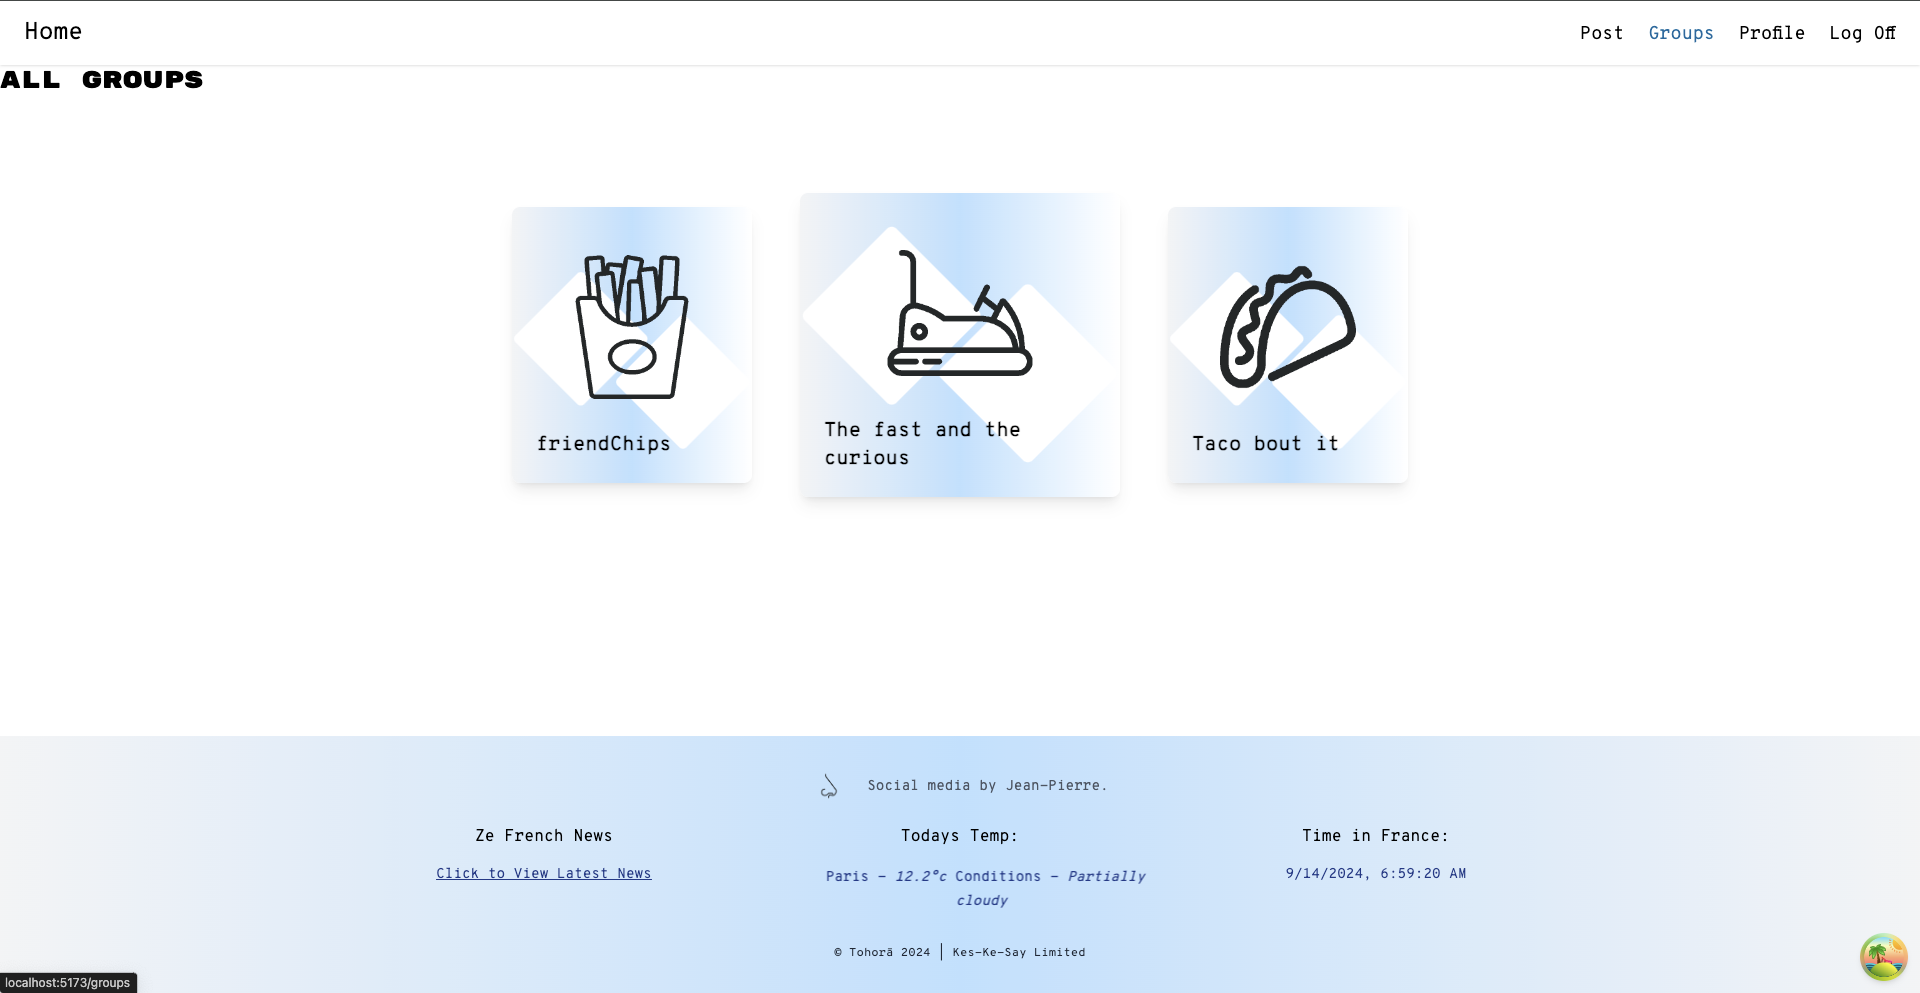 Home
Post Groups Profile Log Off
ALL GROUPS
friendChips
The fast and the
curious
Taco bout it
Social media by Jean-Pierre.
Ze French News
Click to View Latest News
Todays Temp:
Paris - 12.2°c Conditions - Partially
cloudy
Time in France:
9/14/2024, 6:59:20 AM
© Tohorā 2024 | Kes-Ke-Say Limited
localhost:5173/groups